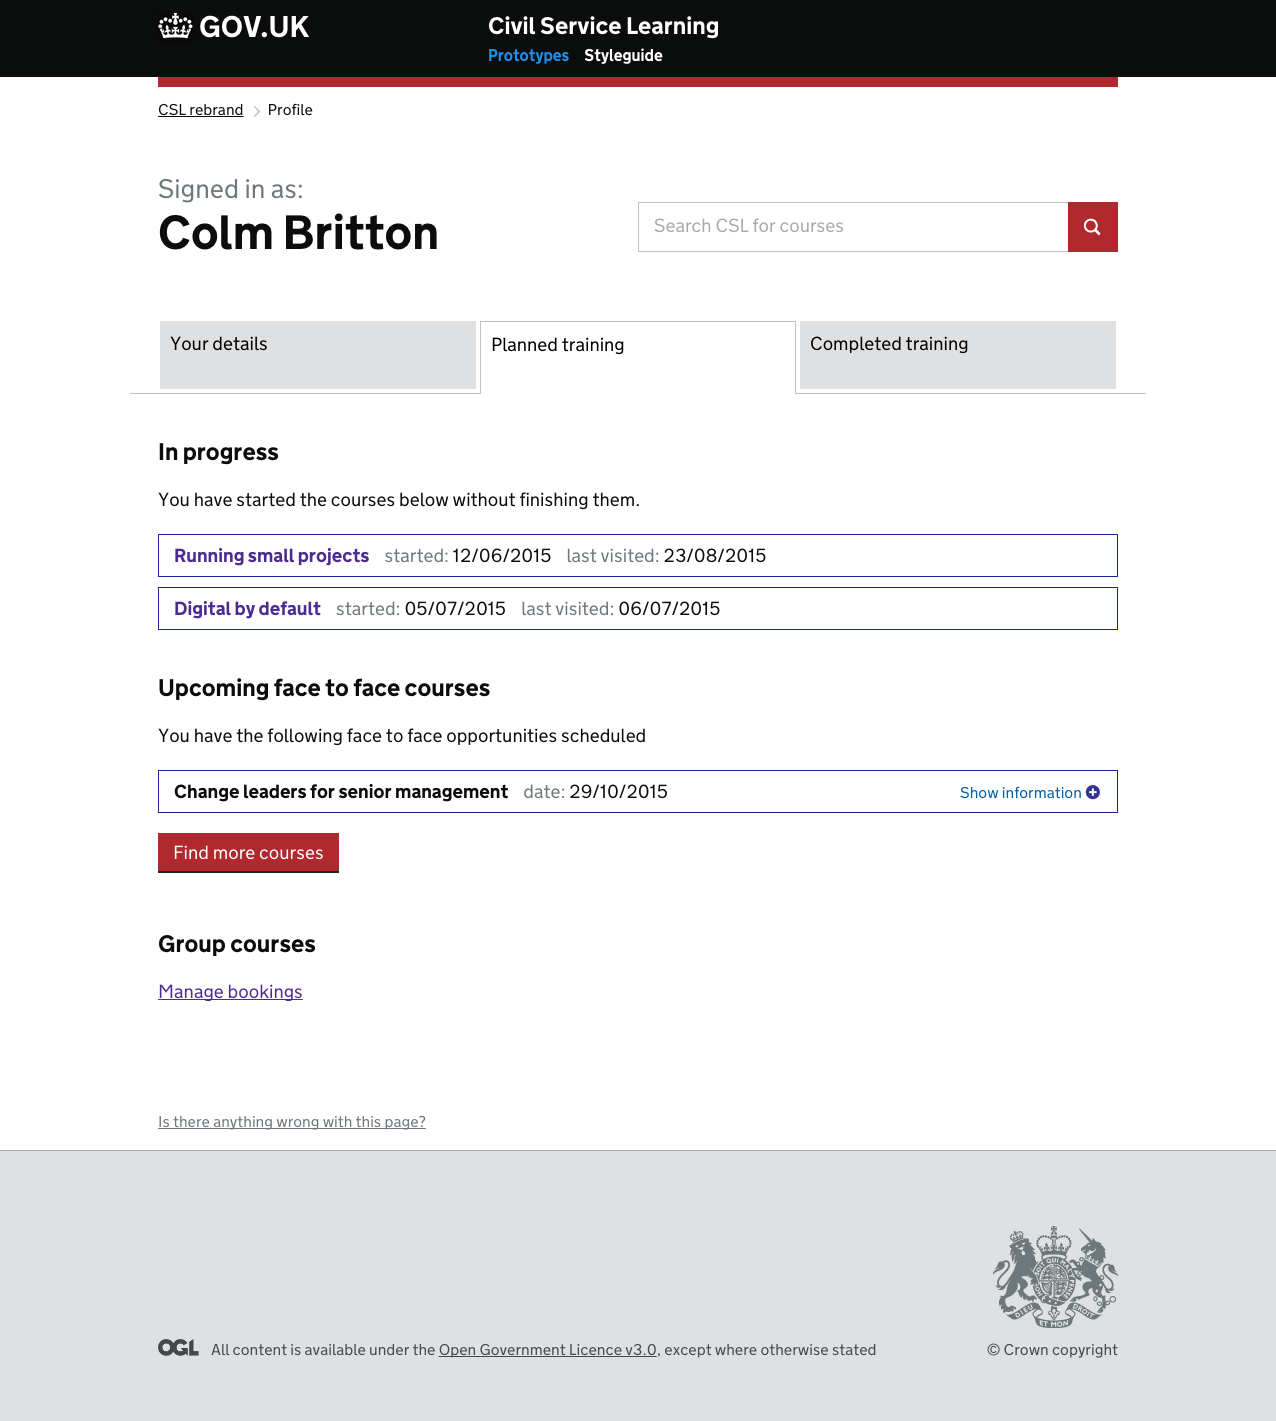 GOV.UK
Civil Service Learning
Prototypes Styleguide
CSL rebrand Profile
Signed in as:
Colm Britton
Search CSL for courses
Your details
Planned training
Completed training
In progress
You have started the courses below without finishing them.
Running small projects started: 12/06/2015 last visited: 23/08/2015
Digital by default started: 05/07/2015 last visited: 06/07/2015
Upcoming face to face courses
You have the following face to face opportunities scheduled
Change leaders for senior management date: 29/10/2015 Show information
Find more courses
Group courses
Manage bookings
Is there anything wrong with this page?
DIEU ET MON DROIT
OGL All content is available under the Open Government Licence v3.0, except where otherwise stated
© Crown copyright